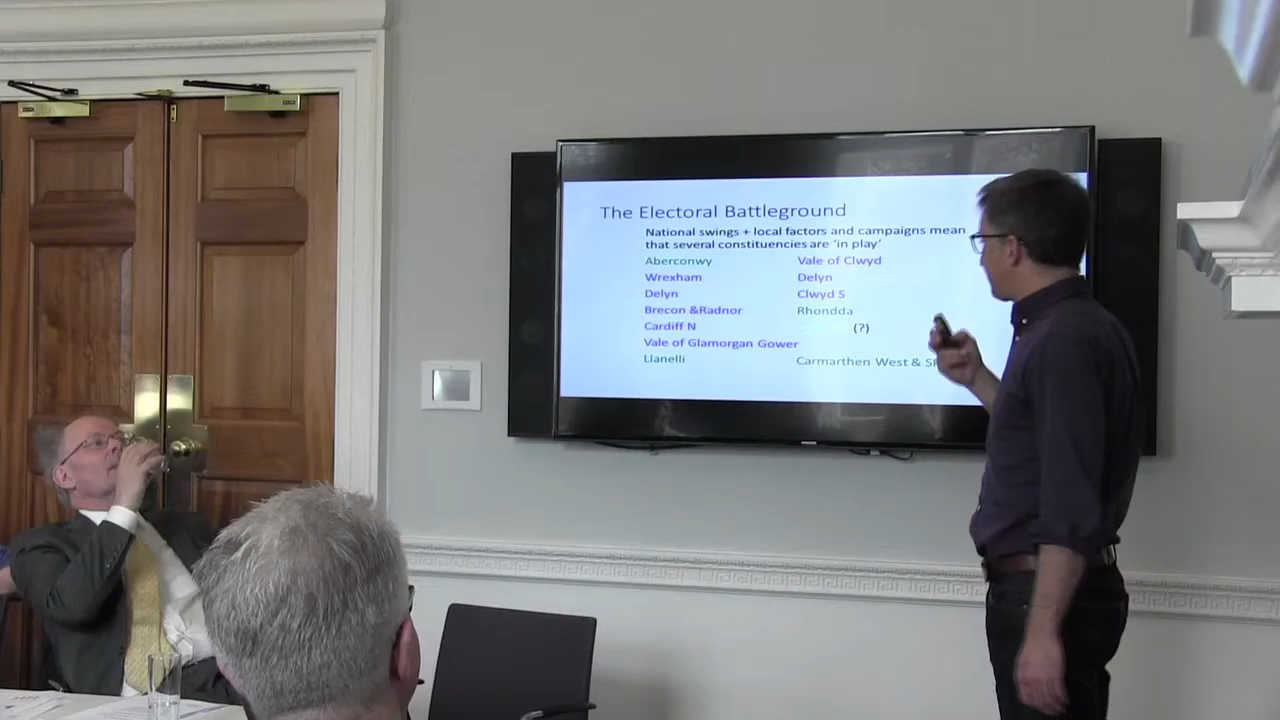 The Electoral Battleground
National swings + local factors and campaigns mean
that several constituencies are 'in play'
Aberconwy Vale of Clwyd
Wrexham Delyn
Delyn Clwyd S
Brecon &Radnor Rhondda
Cardiff N (?)
Vale of Glamorgan Gower
Llanelli Carmarthen West &